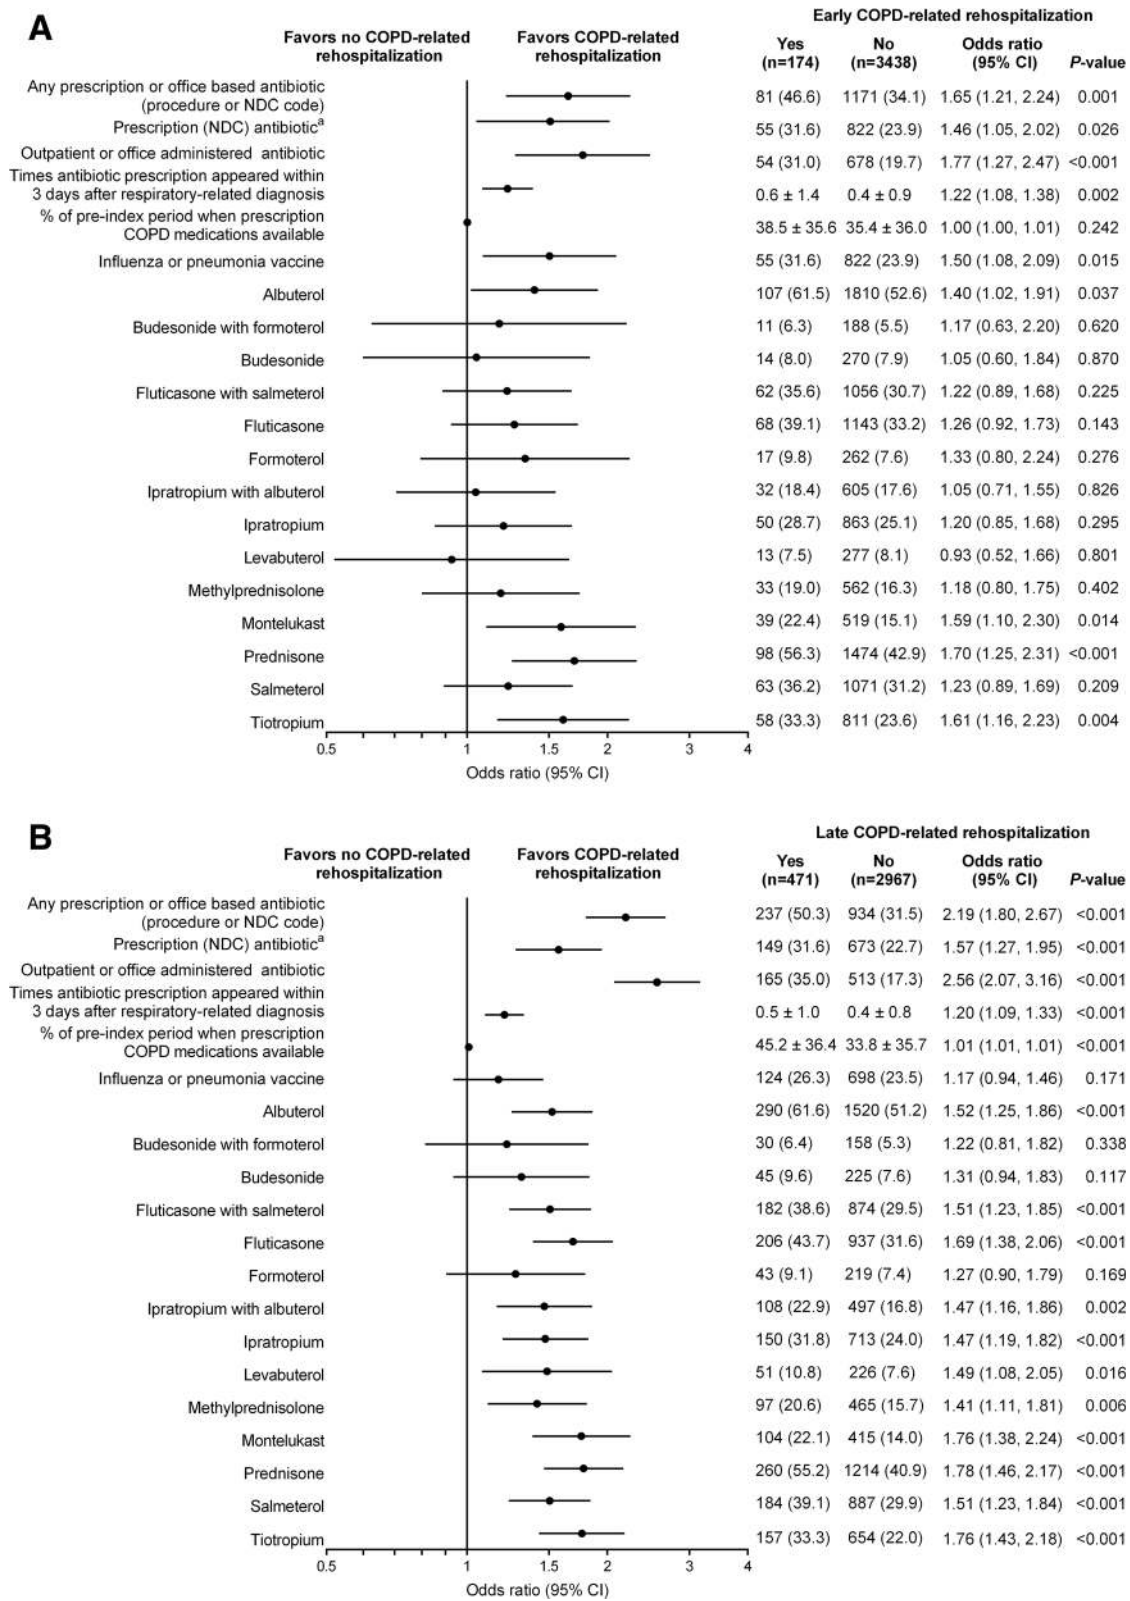 A
Early COPD-related rehospitalization
Favors no COPD-related rehospitalization
Favors COPD-related rehospitalization
Yes (n=174) No (n=3438) Odds ratio (95% CI) P-value
Any prescription or office based antibiotic (procedure or NDC code) 81 (46.6) 1171 (34.1) 1.65 (1.21, 2.24) 0.001
Prescription (NDC) antibiotica 55 (31.6) 822 (23.9) 1.46 (1.05, 2.02) 0.026
Outpatient or office administered antibiotic 54 (31.0) 678 (19.7) 1.77 (1.27, 2.47) <0.001
Times antibiotic prescription appeared within 3 days after respiratory-related diagnosis 0.6 ± 1.4 0.4 ± 0.9 1.22 (1.08, 1.38) 0.002
% of pre-index period when prescription COPD medications available 38.5 ± 35.6 35.4 ± 36.0 1.00 (1.00, 1.01) 0.242
Influenza or pneumonia vaccine 55 (31.6) 822 (23.9) 1.50 (1.08, 2.09) 0.015
Albuterol 107 (61.5) 1810 (52.6) 1.40 (1.02, 1.91) 0.037
Budesonide with formoterol 11 (6.3) 188 (5.5) 1.17 (0.63, 2.20) 0.620
Budesonide 14 (8.0) 270 (7.9) 1.05 (0.60, 1.84) 0.870
Fluticasone with salmeterol 62 (35.6) 1056 (30.7) 1.22 (0.89, 1.68) 0.225
Fluticasone 68 (39.1) 1143 (33.2) 1.26 (0.92, 1.73) 0.143
Formoterol 17 (9.8) 262 (7.6) 1.33 (0.80, 2.24) 0.276
Ipratropium with albuterol 32 (18.4) 605 (17.6) 1.05 (0.71, 1.55) 0.826
Ipratropium 50 (28.7) 863 (25.1) 1.20 (0.85, 1.68) 0.295
Levabuterol 13 (7.5) 277 (8.1) 0.93 (0.52, 1.66) 0.801
Methylprednisolone 33 (19.0) 562 (16.3) 1.18 (0.80, 1.75) 0.402
Montelukast 39 (22.4) 519 (15.1) 1.59 (1.10, 2.30) 0.014
Prednisone 98 (56.3) 1474 (42.9) 1.70 (1.25, 2.31) <0.001
Salmeterol 63 (36.2) 1071 (31.2) 1.23 (0.89, 1.69) 0.209
Tiotropium 58 (33.3) 811 (23.6) 1.61 (1.16, 2.23) 0.004
0.5 1 1.5 2 3 4
Odds ratio (95% CI)
B
Late COPD-related rehospitalization
Favors no COPD-related rehospitalization
Favors COPD-related rehospitalization
Yes (n=471) No (n=2967) Odds ratio (95% CI) P-value
Any prescription or office based antibiotic (procedure or NDC code) 237 (50.3) 934 (31.5) 2.19 (1.80, 2.67) <0.001
Prescription (NDC) antibiotica 149 (31.6) 673 (22.7) 1.57 (1.27, 1.95) <0.001
Outpatient or office administered antibiotic 165 (35.0) 513 (17.3) 2.56 (2.07, 3.16) <0.001
Times antibiotic prescription appeared within 3 days after respiratory-related diagnosis 0.5 ± 1.0 0.4 ± 0.8 1.20 (1.09, 1.33) <0.001
% of pre-index period when prescription COPD medications available 45.2 ± 36.4 33.8 ± 35.7 1.01 (1.01, 1.01) <0.001
Influenza or pneumonia vaccine 124 (26.3) 698 (23.5) 1.17 (0.94, 1.46) 0.171
Albuterol 290 (61.6) 1520 (51.2) 1.52 (1.25, 1.86) <0.001
Budesonide with formoterol 30 (6.4) 158 (5.3) 1.22 (0.81, 1.82) 0.338
Budesonide 45 (9.6) 225 (7.6) 1.31 (0.94, 1.83) 0.117
Fluticasone with salmeterol 182 (38.6) 874 (29.5) 1.51 (1.23, 1.85) <0.001
Fluticasone 206 (43.7) 937 (31.6) 1.69 (1.38, 2.06) <0.001
Formoterol 43 (9.1) 219 (7.4) 1.27 (0.90, 1.79) 0.169
Ipratropium with albuterol 108 (22.9) 497 (16.8) 1.47 (1.16, 1.86) 0.002
Ipratropium 150 (31.8) 713 (24.0) 1.47 (1.19, 1.82) <0.001
Levabuterol 51 (10.8) 226 (7.6) 1.49 (1.08, 2.05) 0.016
Methylprednisolone 97 (20.6) 465 (15.7) 1.41 (1.11, 1.81) 0.006
Montelukast 104 (22.1) 415 (14.0) 1.76 (1.38, 2.24) <0.001
Prednisone 260 (55.2) 1214 (40.9) 1.78 (1.46, 2.17) <0.001
Salmeterol 184 (39.1) 887 (29.9) 1.51 (1.23, 1.84) <0.001
Tiotropium 157 (33.3) 654 (22.0) 1.76 (1.43, 2.18) <0.001
0.5 1 1.5 2 3 4
Odds ratio (95% CI)